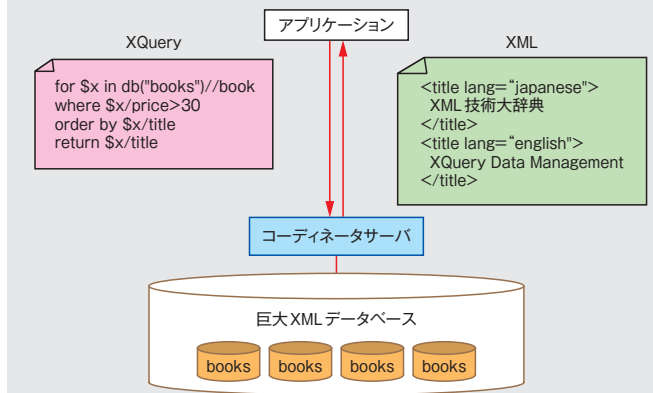 アプリケーション
XQuery
for $x in db("books")//book
where $x/price>30
order by $x/title
return $x/title
XML
<title lang=“japanese">
XML 技術大辞典
</title>
<title lang=“english">
XQuery Data Management
</title>
コーディネータサーバ
巨大XMLデータベース
books
books
books
books